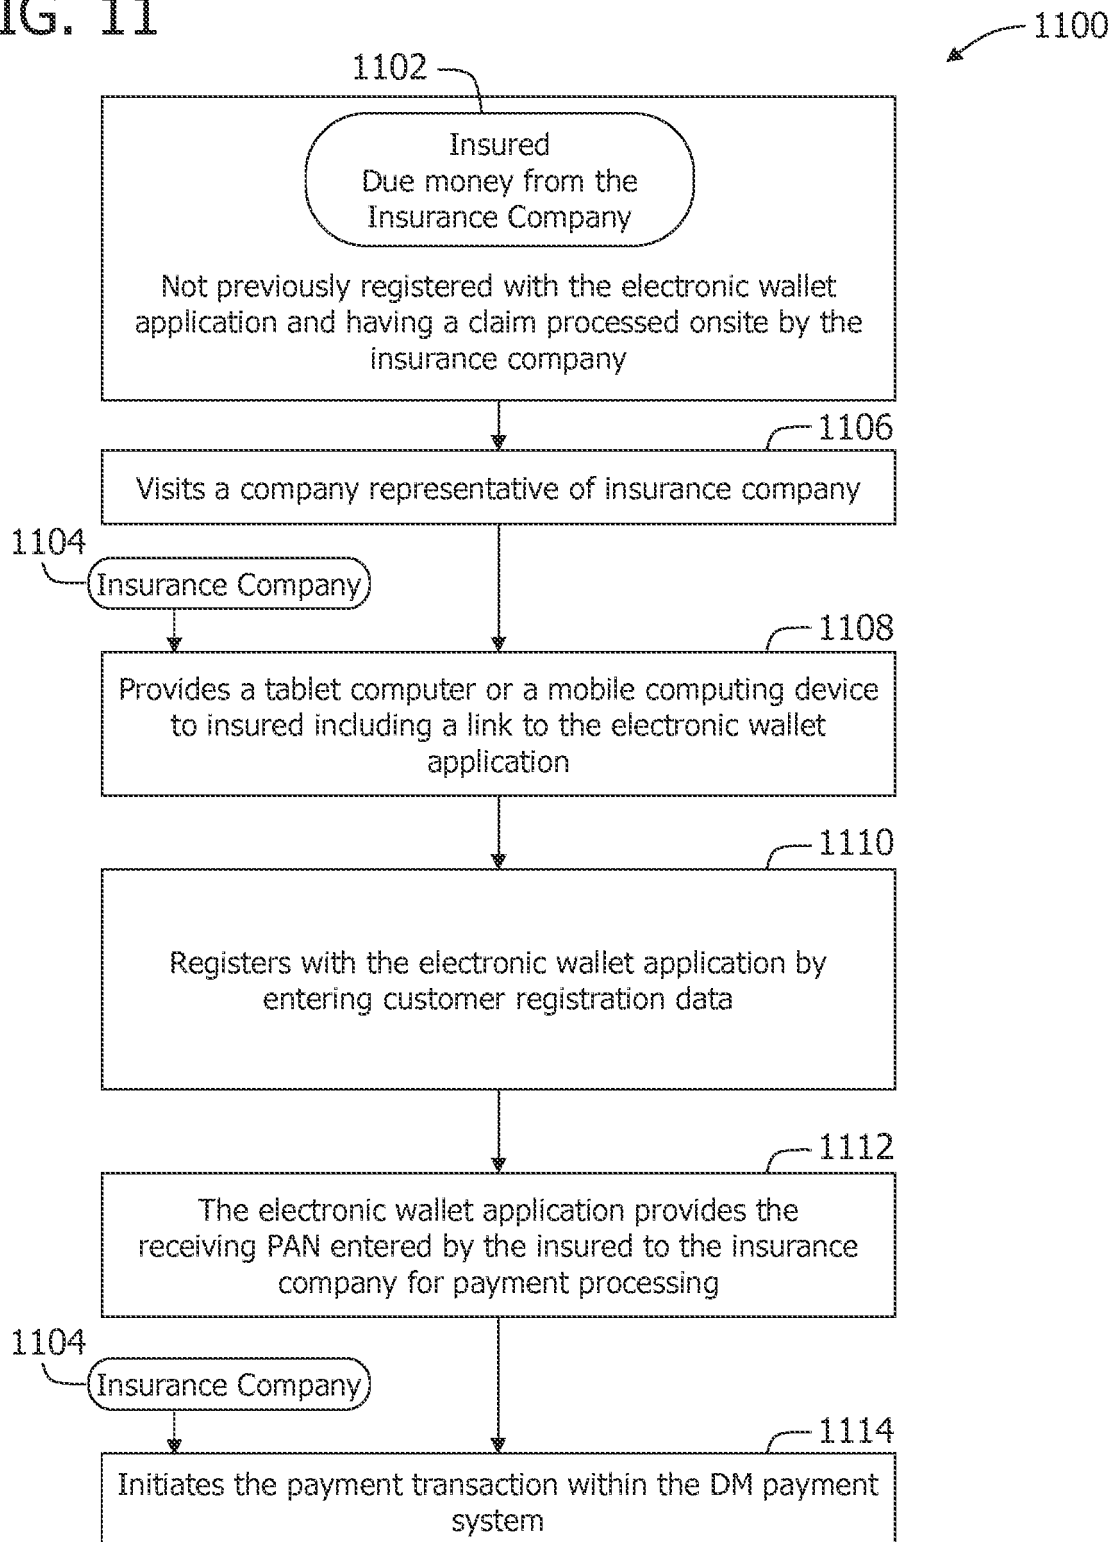 IG. 11
1100
1102
Insured
Due money from the
Insurance Company
Not previously registered with the electronic wallet
application and having a claim processed onsite by the
insurance company
1106
Visits a company representative of insurance company
1104
Insurance Company
1108
Provides a tablet computer or a mobile computing device
to insured including a link to the electronic wallet
application
1110
Registers with the electronic wallet application by
entering customer registration data
1112
The electronic wallet application provides the
receiving PAN entered by the insured to the insurance
company for payment processing
1104
Insurance Company
1114
Initiates the payment transaction within the DM payment
system